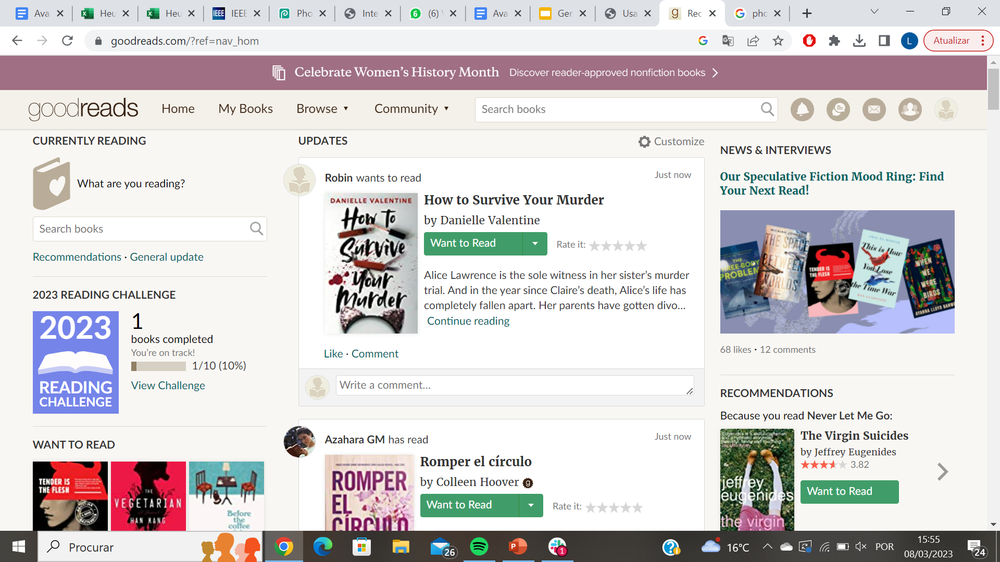 Ava
Heu
Heu
IEEE
Pho
Inte
(6)
Ava
Ger
Usa
Rec
pho
goodreads.com/?ref=nav_hom
L
Atualizar
Celebrate Women's History Month
Discover reader-approved nonfiction books
goodreads
Home
My Books
Browse
Community
Search books
CURRENTLY READING
What are you reading?
Search books
Recommendations · General update
2023 READING CHALLENGE
2023
READING
CHALLENGE
1
books completed
You're on track!
1/10 (10%)
View Challenge
WANT TO READ
TENDER IS
THE FLESH
THE
VEGETARIAN
HAN KANG
Before
the
coffee
UPDATES
Customize
Robin wants to read
Just now
DANIELLE VALENTINE
How to
Survive
Your
Murder
How to Survive Your Murder
by Danielle Valentine
Want to Read
Rate it:
Alice Lawrence is the sole witness in her sister's murder
trial. And in the year since Claire's death, Alice's life has
completely fallen apart. Her parents have gotten divo...
Continue reading
Like · Comment
Write a comment...
Azahara GM has read
Just now
ROMPER
EL
CÍRCULO
Romper el círculo
by Colleen Hoover
Want to Read
Rate it:
NEWS & INTERVIEWS
Our Speculative Fiction Mood Ring: Find
Your Next Read!
THE
THREE-BODY
PROBLEM
MICAIAH JOHNSON
THE SPACE
BETWEEN
WORLDS
TENDER IS
THE FLESH
This is How
You Lose
the Time War
MAX GLADSTONE
WHEN
WE
WERE
BIRDS
AYANNA LLOYD BANWO
68 likes · 12 comments
RECOMMENDATIONS
Because you read Never Let Me Go:
jeffrey
eugenides
the virgin
The Virgin Suicides
by Jeffrey Eugenides
3.82
Want to Read
Procurar
26
1
16°C
POR
15:55
08/03/2023
24